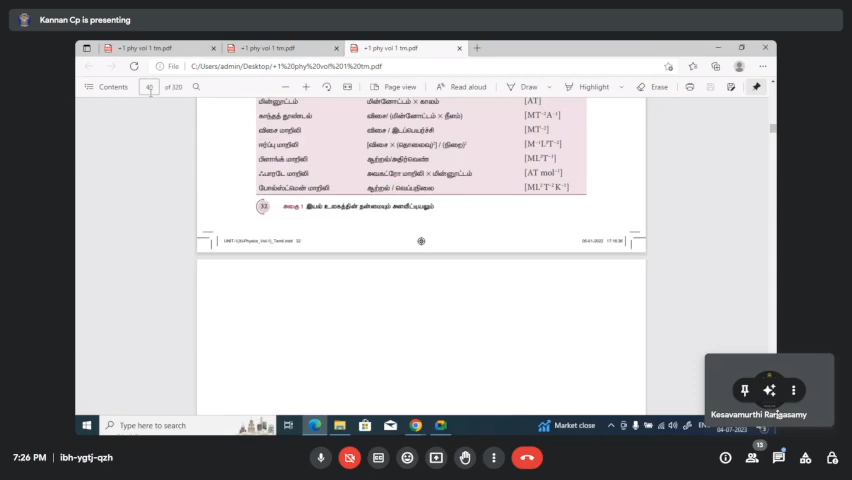 Kannan Cp is presenting
+1 phy vol 1 tm.pdf
+1 phy vol 1 tm.pdf
+1 phy vol 1 tm.pdf
File
C:/Users/admin/Desktop/+1%20phy%20vol%201%20tm.pdf
Contents 40 of 320 Page view Read aloud Draw Highlight Erase
மின்னூட்டம் மின்னோட்டம் × காலம் [AT]
காந்தத் தூண்டல் விசை/ (மின்னோட்டம் × நீளம்) [MT⁻²A⁻¹]
விசை மாறிலி விசை / இடப்பெயர்ச்சி [MT⁻²]
ஈர்ப்பு மாறிலி [விசை × (தொலைவு)²] / (நிறை)² [M⁻¹L³T⁻²]
பிளாங்க் மாறிலி ஆற்றல்/அதிர்வெண் [ML²T⁻¹]
ஃபாரடே மாறிலி அவகட்ரோ மாறிலி × மின்னூட்டம் [AT mol⁻¹]
போல்ட்ஸ்மென் மாறிலி ஆற்றல் / வெப்பநிலை [ML²T⁻²K⁻¹]
32 அலகு 1 இயல் உலகத்தின் தன்மையும் அளவீட்டியலும்
Kesavamurthi Rangasamy
Type here to search
Market close
04-07-2023
13
7:26 PM | ibh-ygtj-qzh